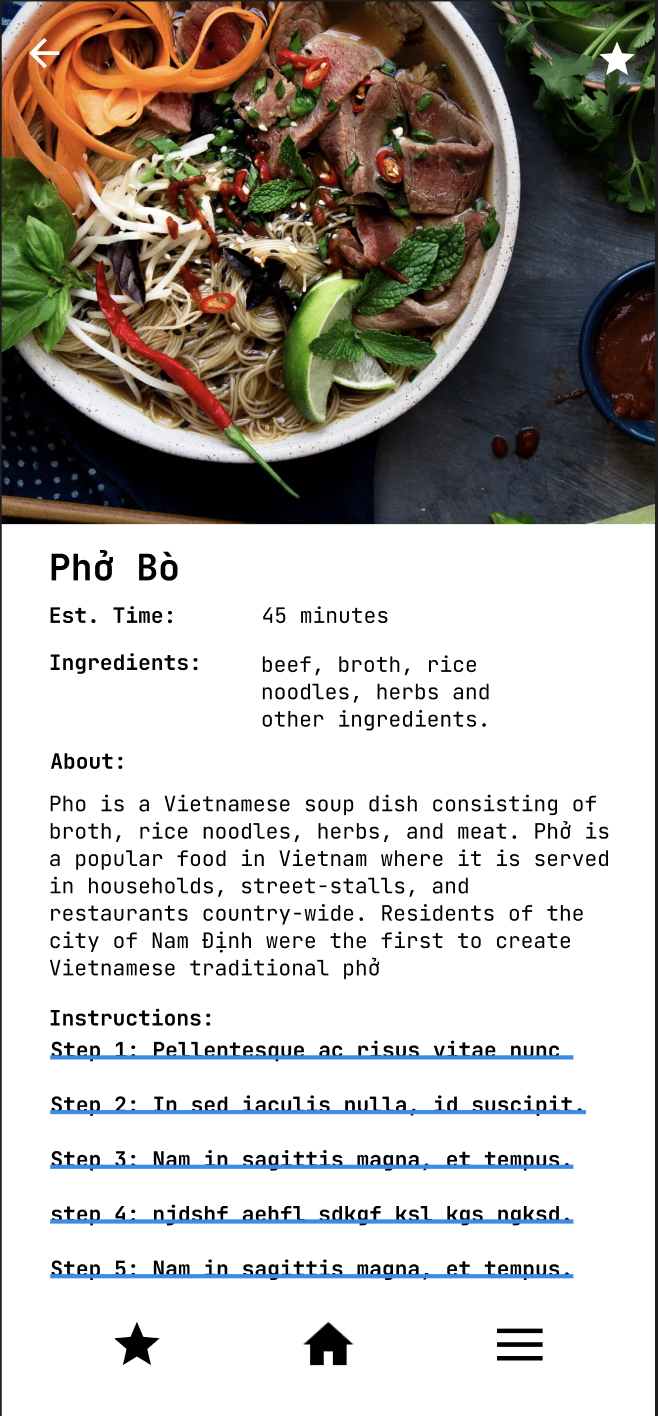 Phở Bò
Est. Time: 45 minutes
Ingredients: beef, broth, rice
noodles, herbs and
other ingredients.
About:
Pho is a Vietnamese soup dish consisting of
broth, rice noodles, herbs, and meat. Phở is
a popular food in Vietnam where it is served
in households, street-stalls, and
restaurants country-wide. Residents of the
city of Nam Định were the first to create
Vietnamese traditional phở
Instructions:
Step 1: Pellentesque ac risus vitae nunc
Step 2: In sed iaculis nulla, id suscipit.
Step 3: Nam in sagittis magna, et tempus.
step 4: njdshf aehfl sdkgf ksl kgs ngksd.
Step 5: Nam in sagittis magna, et tempus.